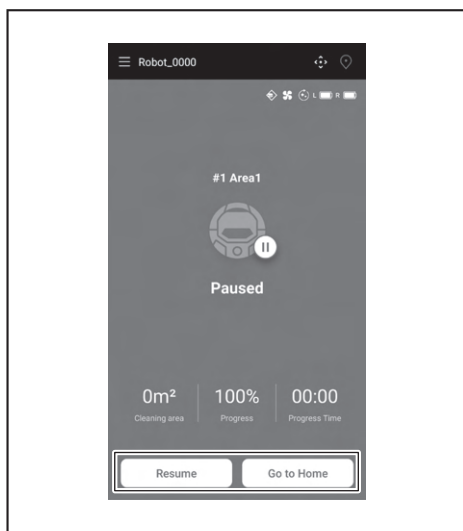 Robot_0000
L R
#1 Area1
Paused
0m² 100% 00:00
Cleaning area Progress Progress Time
Resume Go to Home